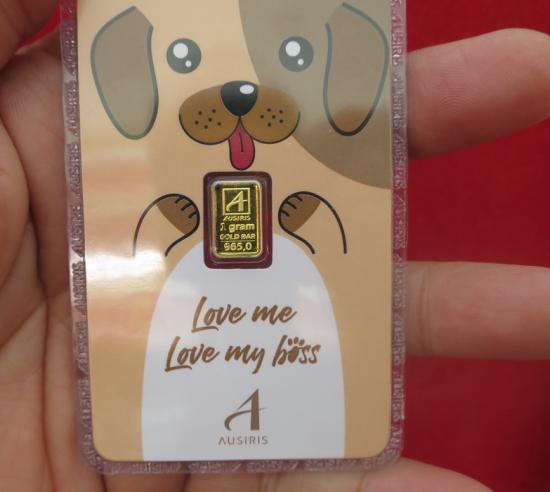 A
AUSIRIS
1 gram
GOLD BAR
965,0
Love me
Love my boss
A
AUSIRIS